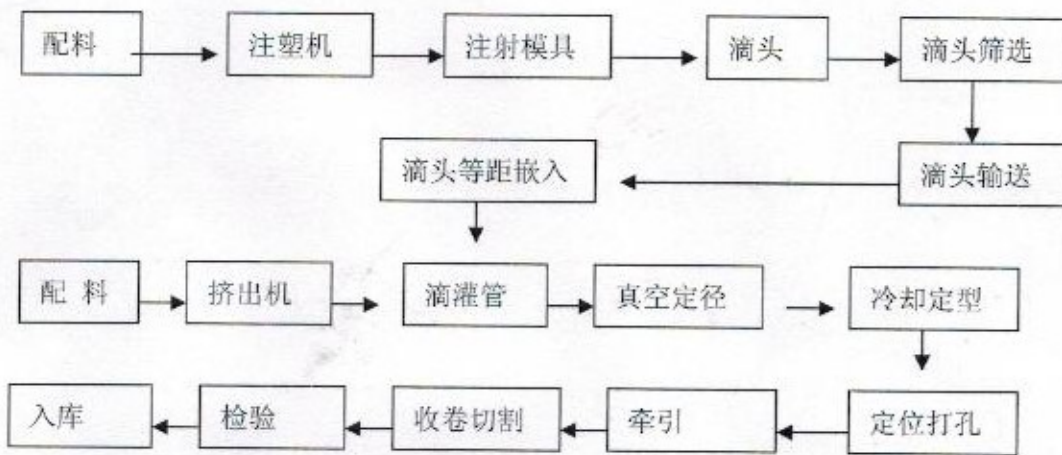 配料 注塑机 注射模具 滴头 滴头筛选
滴头等距嵌入 滴头输送
配 料 挤出机 滴灌管 真空定径 冷却定型
入库 检验 收卷切割 牵引 定位打孔